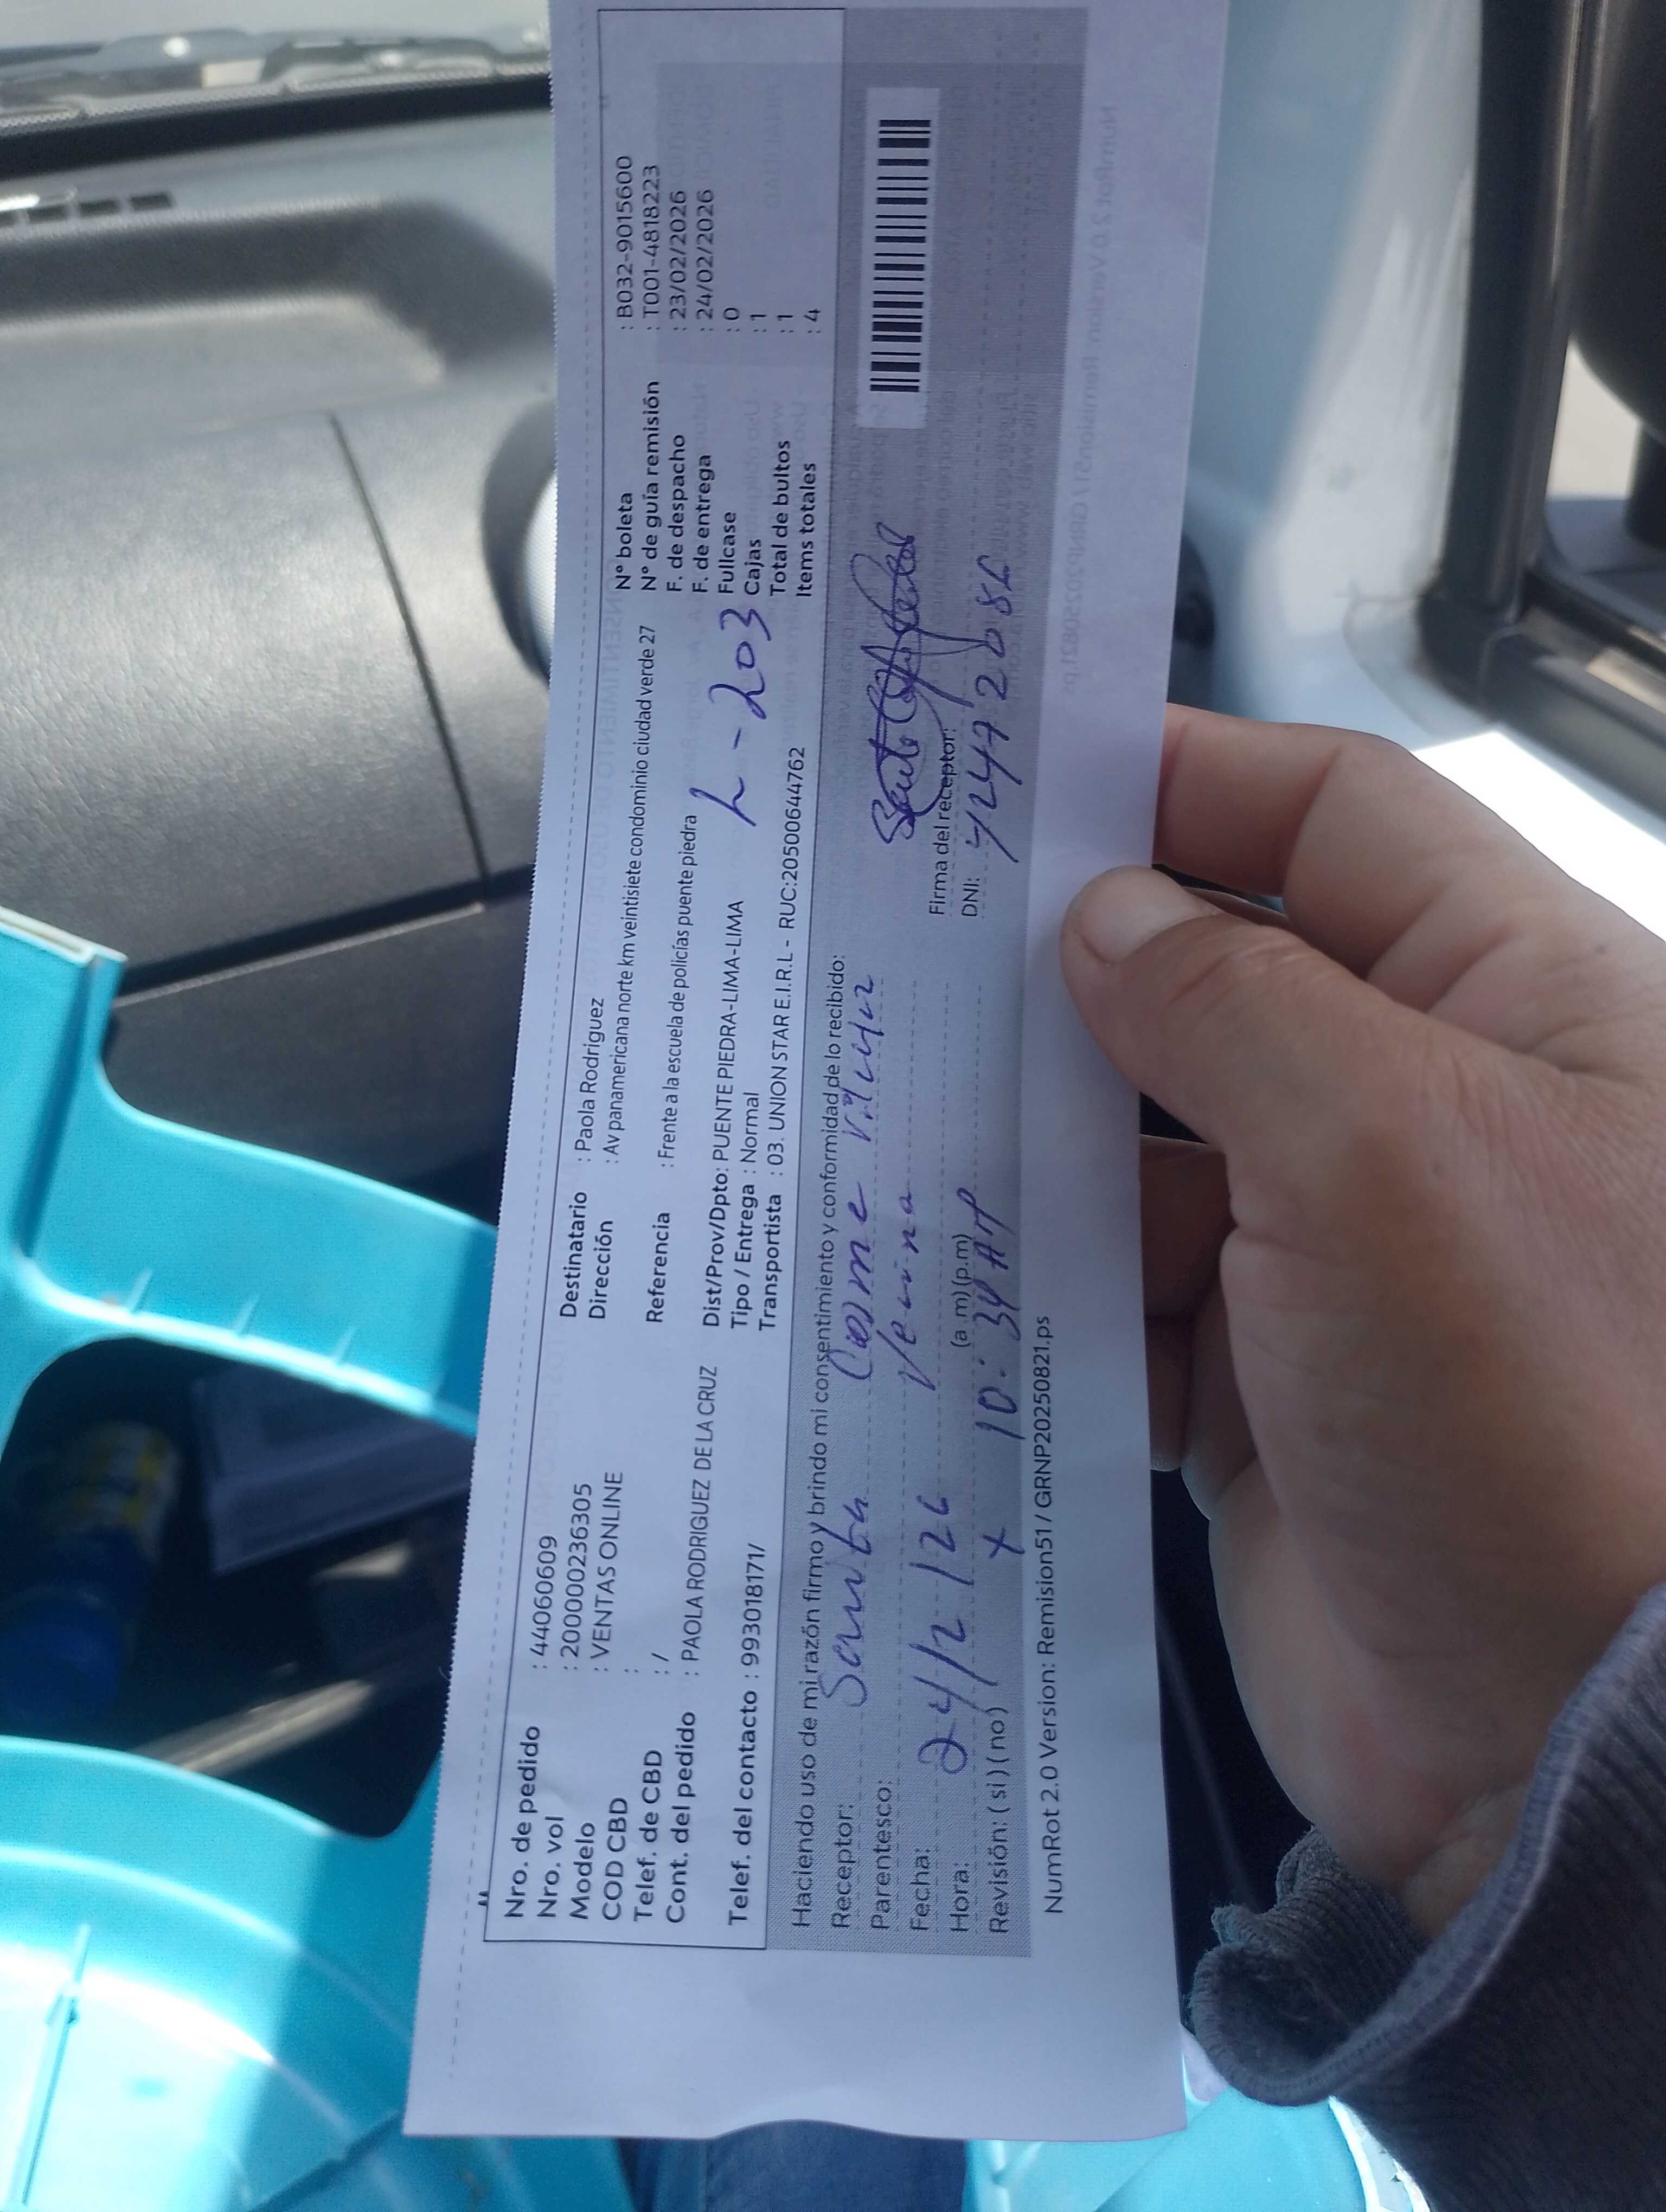 Nro. de pedido : 44060609
Nro. vol : 200000236305
Modelo : VENTAS ONLINE
COD CBD :
Telef. de CBD : /
Cont. del pedido : PAOLA RODRIGUEZ DE LA CRUZ
Telef. del contacto : 993018171/
Destinatario : Paola Rodriguez
Dirección : Av panamericana norte km veintisiete condominio ciudad verde 27
Referencia : Frente a la escuela de policías puente piedra
Dist/Prov/Dpto: PUENTE PIEDRA-LIMA-LIMA
Tipo / Entrega : Normal
Transportista : 03. UNION STAR E.I.R.L - RUC:20500644762
L-203
N° boleta : B032-9015600
N° de guía remisión : T001-4818223
F. de despacho : 23/02/2026
F. de entrega : 24/02/2026
Fullcase : 0
Cajas : 1
Total de bultos : 1
Items totales : 4
Haciendo uso de mi razón firmo y brindo mi consentimiento y conformidad de lo recibido:
Receptor: Santa Cosme
Parentesco:
Fecha: 24/2/26
Hora: (a m) (p.m) 10:34 AM
Revisión: ( si ) ( no ) x
Firma del receptor:
DNI:
NumRot 2.0 Version: Remision51 / GRNP20250821.ps